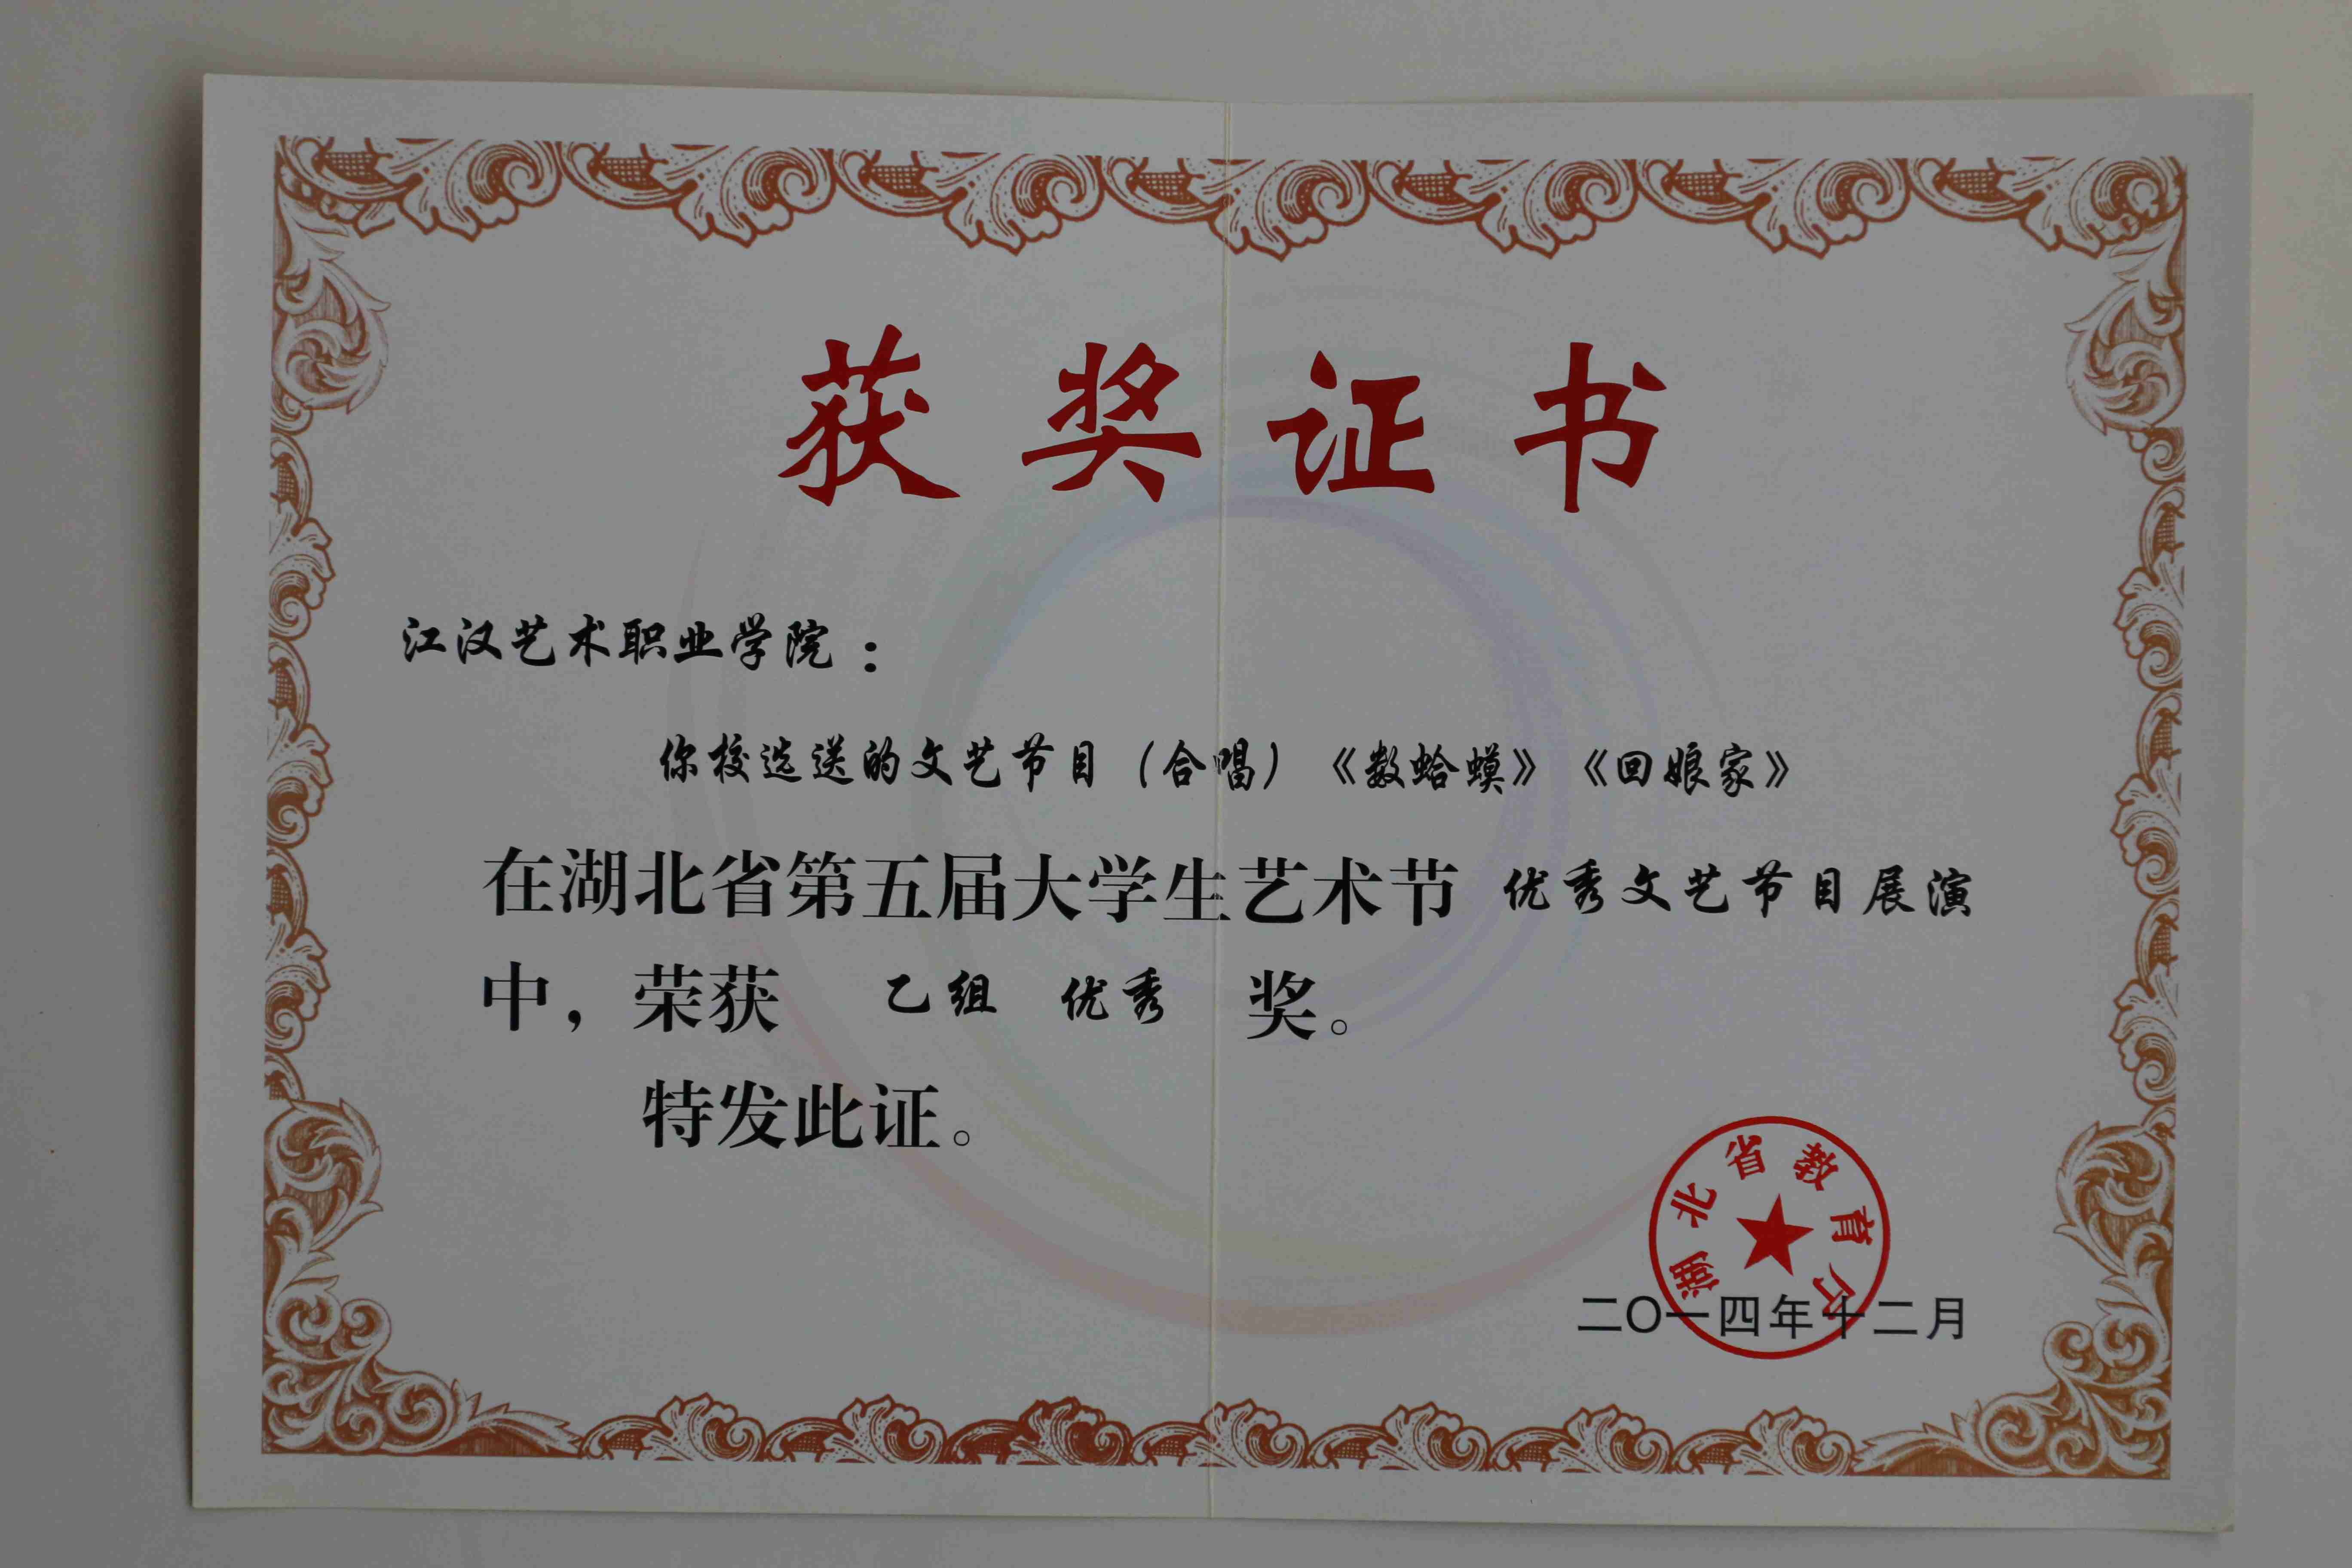 获奖证书
江汉艺术职业学院：
你校选送的文艺节目（合唱）《数蛤蟆》《回娘家》
在湖北省第五届大学生艺术节 优秀文艺节目展演
中，荣获 乙组 优秀 奖。
特发此证。
湖北省教育厅
二〇一四年十二月